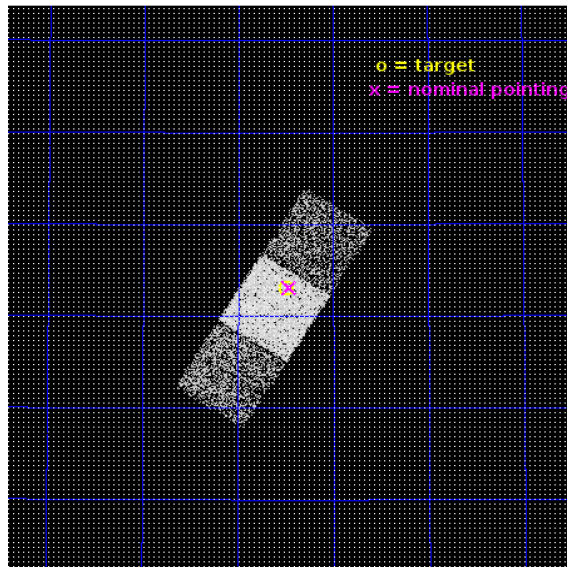 o = target
x = nominal pointing